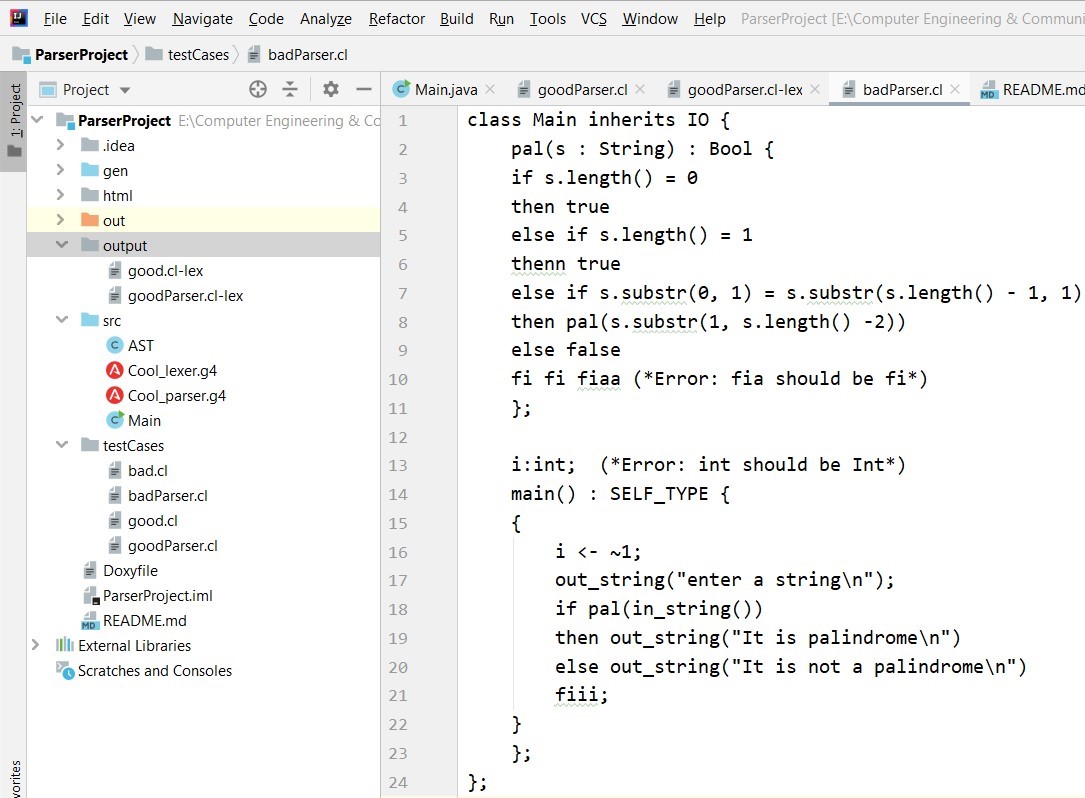 File Edit View Navigate Code Analyze Refactor Build Run Tools VCS Window Help ParserProject [E:\Computer Engineering & Communi
ParserProject testCases badParser.cl
1: Project
Project
Main.java goodParser.cl goodParser.cl-lex badParser.cl README.md
ParserProject E:\Computer Engineering & Co
.idea
gen
html
out
output
good.cl-lex
goodParser.cl-lex
src
AST
Cool_lexer.g4
Cool_parser.g4
Main
testCases
bad.cl
badParser.cl
good.cl
goodParser.cl
Doxyfile
ParserProject.iml
README.md
External Libraries
Scratches and Consoles
vorites
1 class Main inherits IO {
2 pal(s : String) : Bool {
3 if s.length() = 0
4 then true
5 else if s.length() = 1
6 thenn true
7 else if s.substr(0, 1) = s.substr(s.length() - 1, 1)
8 then pal(s.substr(1, s.length() -2))
9 else false
10 fi fi fiaa (*Error: fia should be fi*)
11 };
12
13 i:int;  (*Error: int should be Int*)
14 main() : SELF_TYPE {
15 {
16 i <- ~1;
17 out_string("enter a string\n");
18 if pal(in_string())
19 then out_string("It is palindrome\n")
20 else out_string("It is not a palindrome\n")
21 fiii;
22 }
23 };
24 };